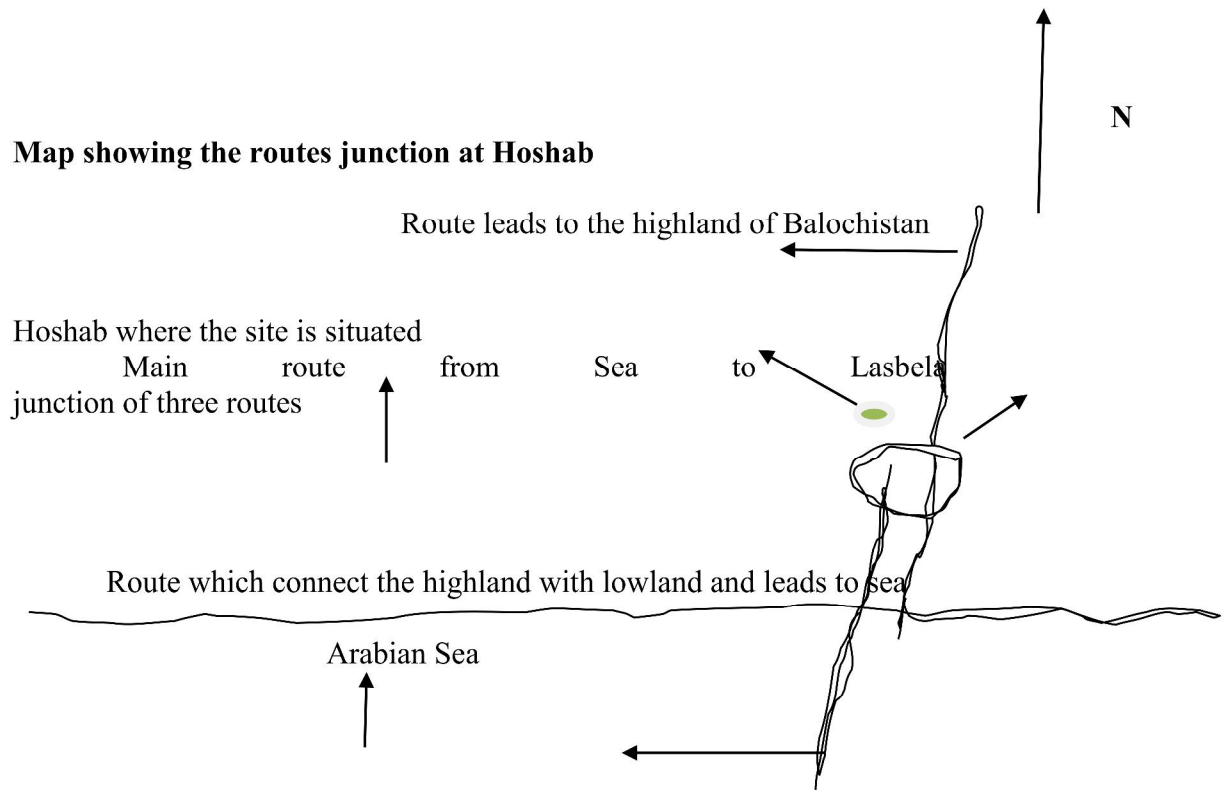 N
Map showing the routes junction at Hoshab
Route leads to the highland of Balochistan
Hoshab where the site is situated
Main route from Sea to Lasbela
junction of three routes
Route which connect the highland with lowland and leads to sea
Arabian Sea